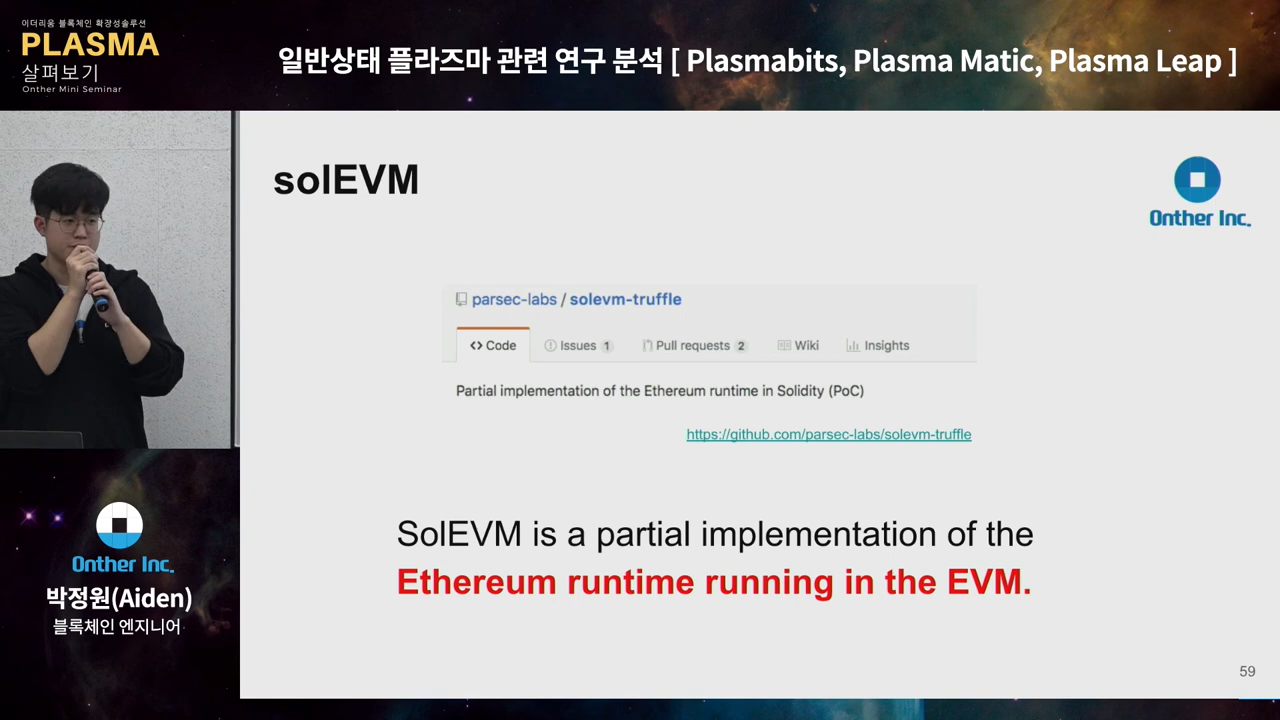 이더리움 블록체인 확장성솔루션
PLASMA
살펴보기
Onther Mini Seminar
일반상태 플라즈마 관련 연구 분석 [ Plasmabits, Plasma Matic, Plasma Leap ]
solEVM
Onther Inc.
parsec-labs / solevm-truffle
Code Issues 1 Pull requests 2 Wiki Insights
Partial implementation of the Ethereum runtime in Solidity (PoC)
https://github.com/parsec-labs/solevm-truffle
SolEVM is a partial implementation of the
Ethereum runtime running in the EVM.
59
Onther Inc.
박정원(Aiden)
블록체인 엔지니어